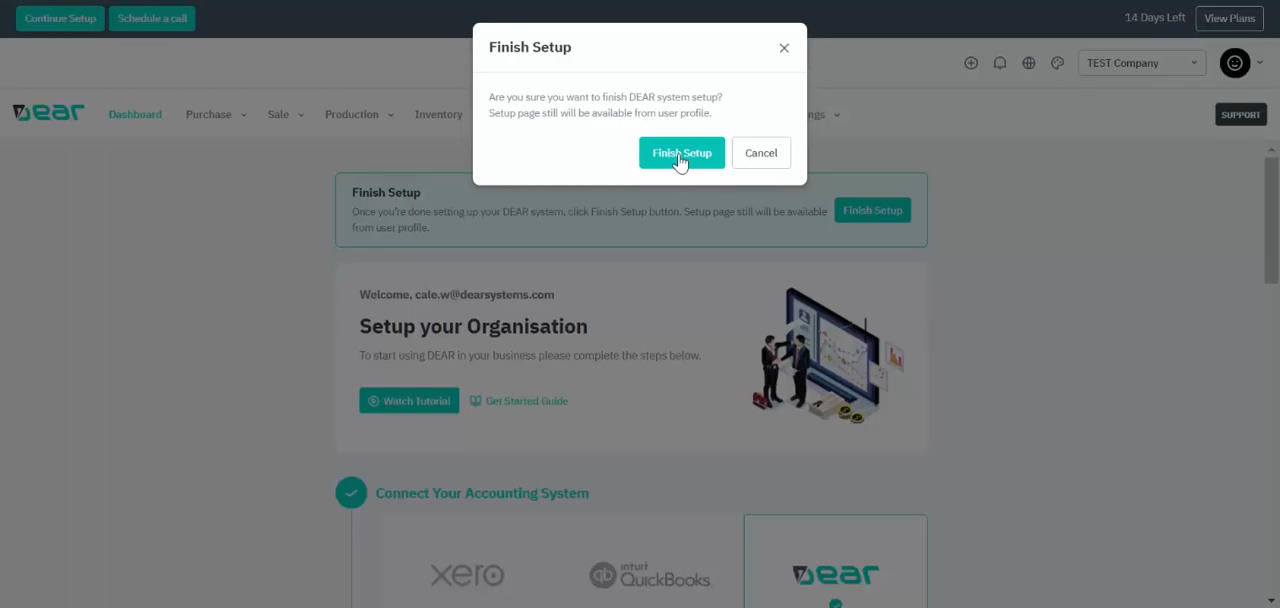 Continue Setup Schedule a call 14 Days Left View Plans
Finish Setup
TEST Company
Are you sure you want to finish DEAR system setup?
Setup page still will be available from user profile.
Finish Setup Cancel
DEAR Dashboard Purchase Sale Production Inventory ngs SUPPORT
Finish Setup
Once you're done setting up your DEAR system, click Finish Setup button. Setup page still will be available
from user profile.
Finish Setup
Welcome, cale.w@dearsystems.com
Setup your Organisation
To start using DEAR in your business please complete the steps below.
Watch Tutorial Get Started Guide
Connect Your Accounting System
xero
qb intuit QuickBooks
DEAR